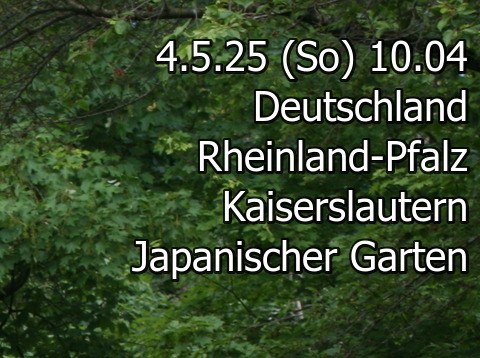 4.5.25 (So) 10.04
Deutschland
Rheinland-Pfalz
Kaiserslautern
Japanischer Garten